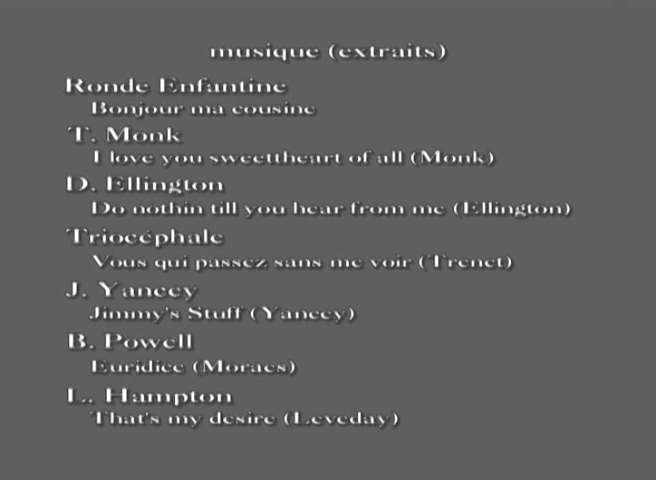 musique (extraits)
Ronde Enfantine
Bonjour ma cousine
T. Monk
I love you sweettheart of all (Monk)
D. Ellington
Do nothin till you hear from me (Ellington)
Triocéphale
Vous qui passez sans me voir (Trenet)
J. Yancey
Jimmy's Stuff (Yancey)
B. Powell
Euridice (Moraes)
L. Hampton
That's my desire (Leveday)